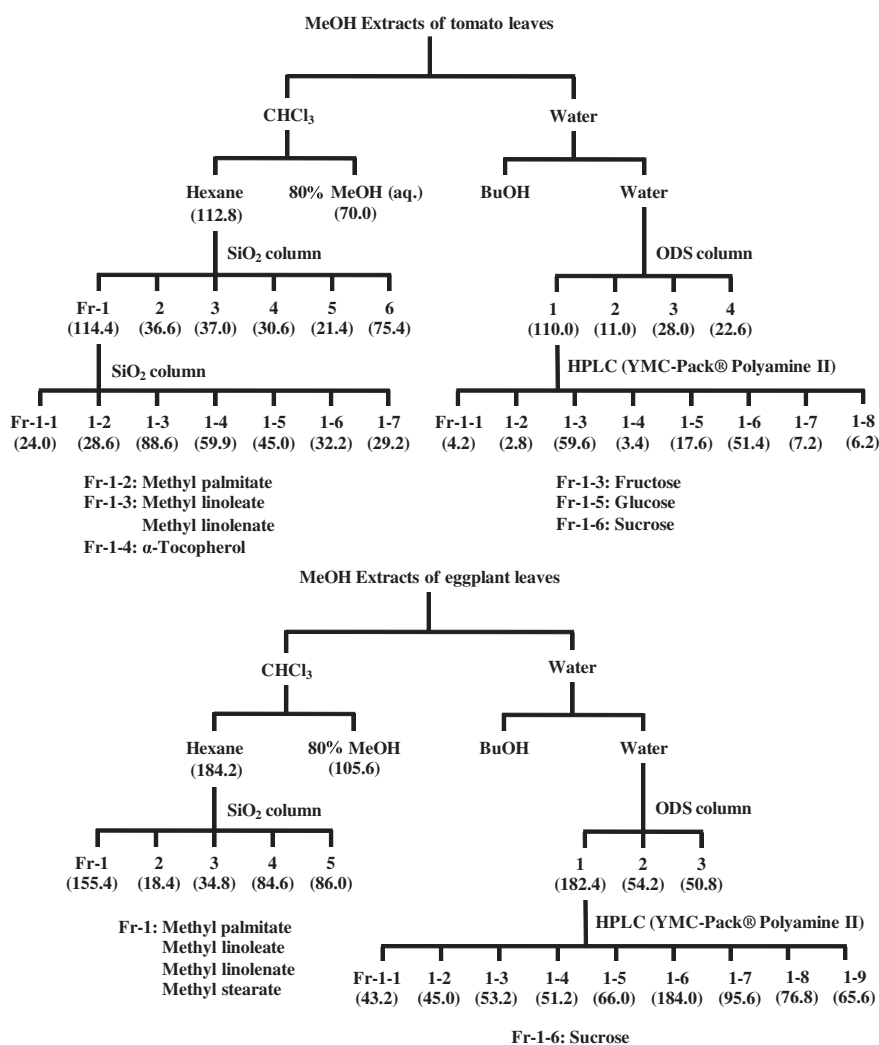 MeOH Extracts of tomato leaves
CHCl₃ Water
Hexane 80% MeOH (aq.) BuOH Water
(112.8) (70.0)
SiO₂ column ODS column
Fr-1 2 3 4 5 6 1 2 3 4
(114.4) (36.6) (37.0) (30.6) (21.4) (75.4) (110.0) (11.0) (28.0) (22.6)
SiO₂ column HPLC (YMC-Pack® Polyamine II)
Fr-1-1 1-2 1-3 1-4 1-5 1-6 1-7 Fr-1-1 1-2 1-3 1-4 1-5 1-6 1-7 1-8
(24.0) (28.6) (88.6) (59.9) (45.0) (32.2) (29.2) (4.2) (2.8) (59.6) (3.4) (17.6) (51.4) (7.2) (6.2)
Fr-1-2: Methyl palmitate Fr-1-3: Fructose
Fr-1-3: Methyl linoleate Fr-1-5: Glucose
Methyl linolenate Fr-1-6: Sucrose
Fr-1-4: α-Tocopherol
MeOH Extracts of eggplant leaves
CHCl₃ Water
Hexane 80% MeOH BuOH Water
(184.2) (105.6)
SiO₂ column ODS column
Fr-1 2 3 4 5 1 2 3
(155.4) (18.4) (34.8) (84.6) (86.0) (182.4) (54.2) (50.8)
Fr-1: Methyl palmitate HPLC (YMC-Pack® Polyamine II)
Methyl linoleate
Methyl linolenate
Methyl stearate
Fr-1-1 1-2 1-3 1-4 1-5 1-6 1-7 1-8 1-9
(43.2) (45.0) (53.2) (51.2) (66.0) (184.0) (95.6) (76.8) (65.6)
Fr-1-6: Sucrose